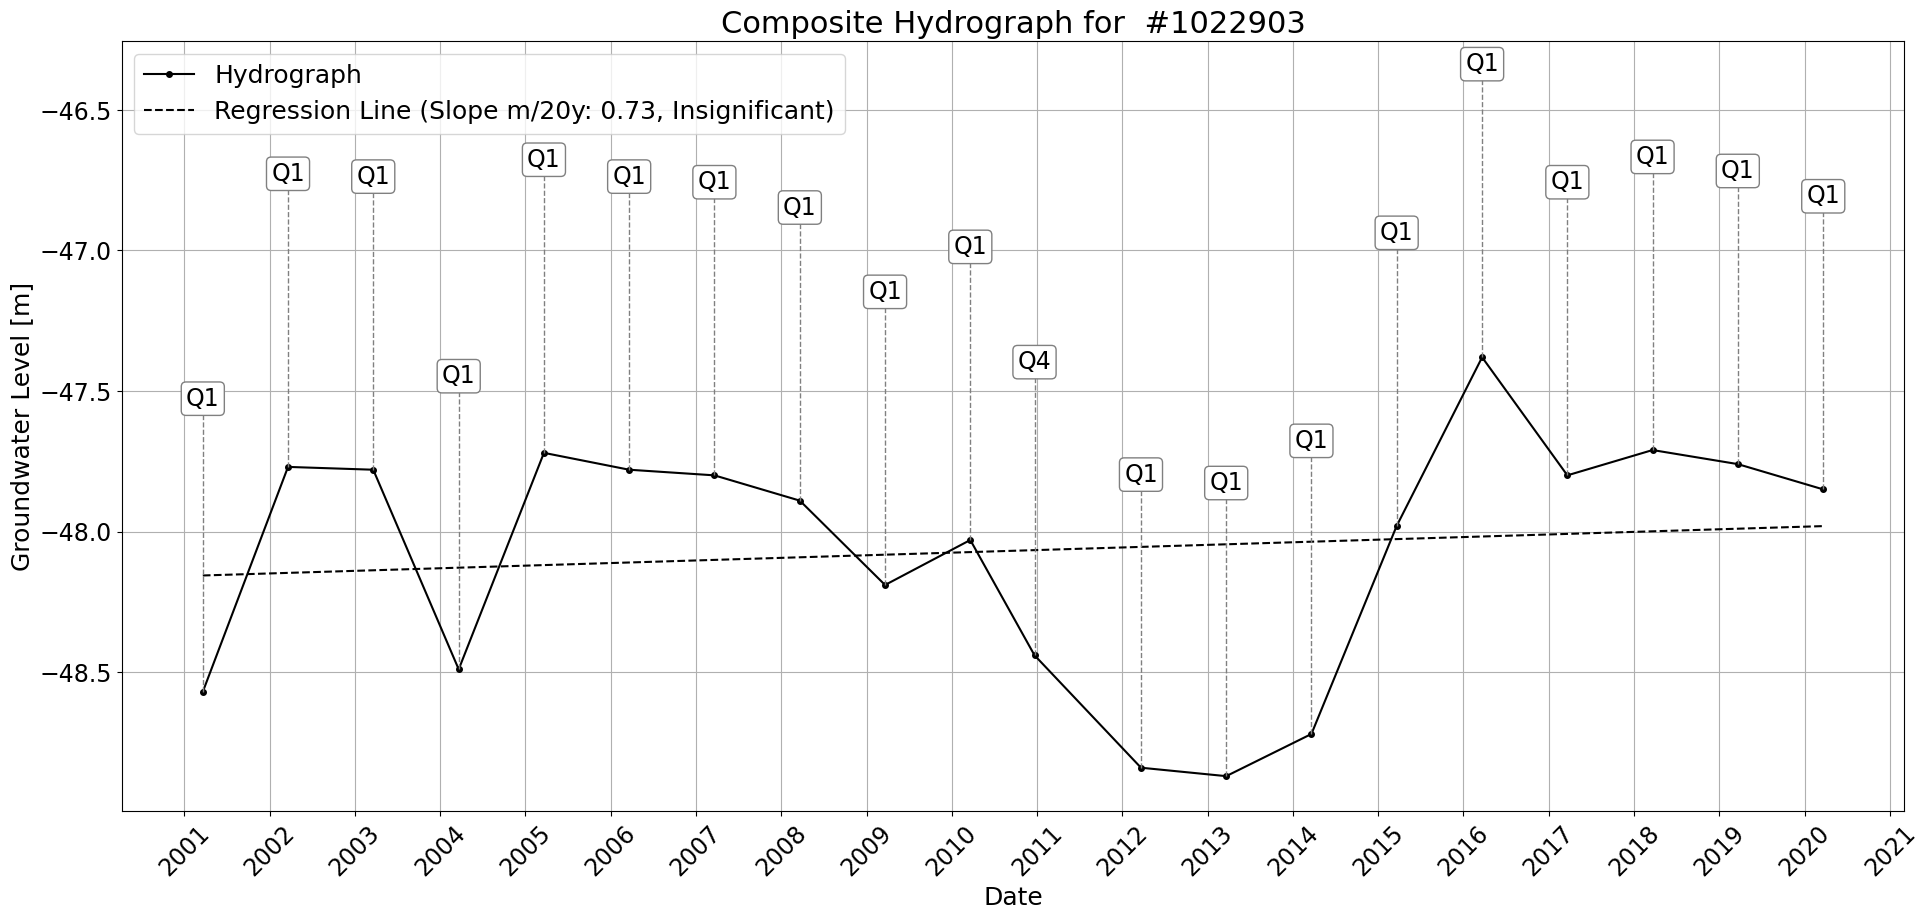 Composite Hydrograph for  #1022903
Hydrograph
Regression Line (Slope m/20y: 0.73, Insignificant)
Groundwater Level [m]
−46.5
−47.0
−47.5
−48.0
−48.5
Q1
Q1
Q1
Q1
Q1
Q1
Q1
Q1
Q1
Q1
Q4
Q1
Q1
Q1
Q1
Q1
Q1
Q1
Q1
Q1
2001
2002
2003
2004
2005
2006
2007
2008
2009
2010
2011
2012
2013
2014
2015
2016
2017
2018
2019
2020
2021
Date